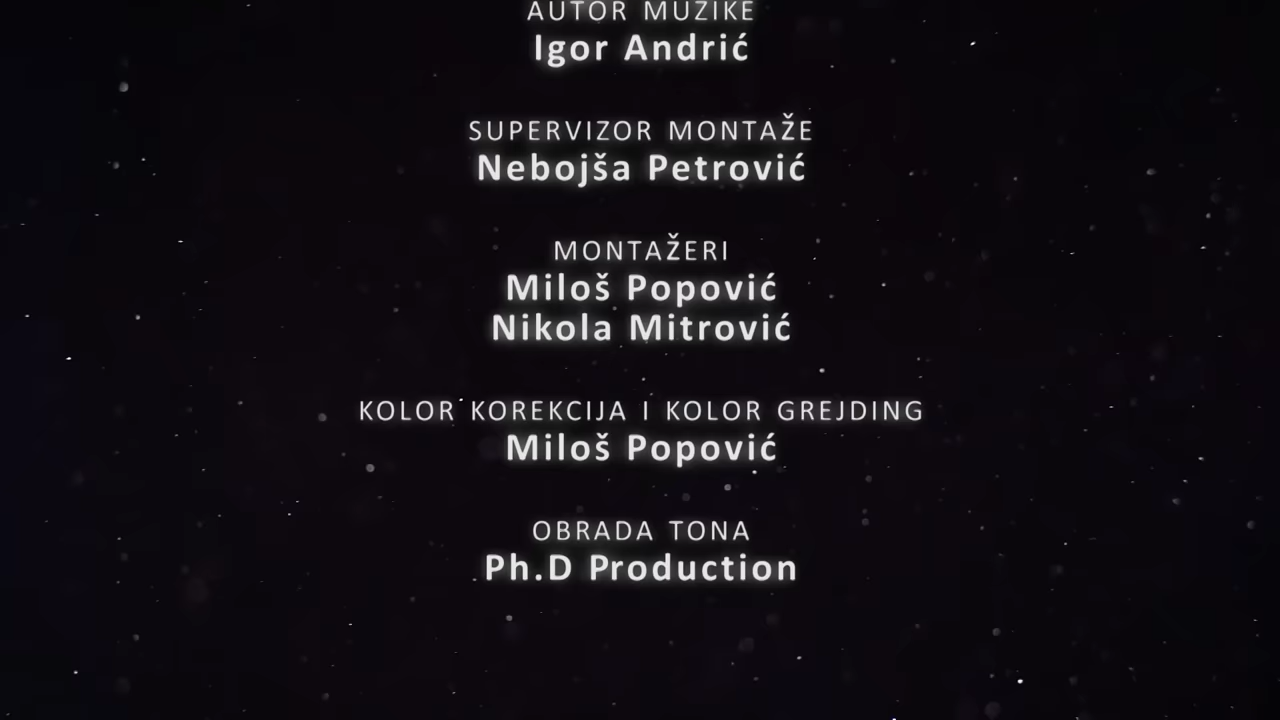 AUTOR MUZIKE
Igor Andrić
SUPERVIZOR MONTAŽE
Nebojša Petrović
MONTAŽERI
Miloš Popović
Nikola Mitrović
KOLOR KOREKCIJA I KOLOR GREJDING
Miloš Popović
OBRADA TONA
Ph.D Production